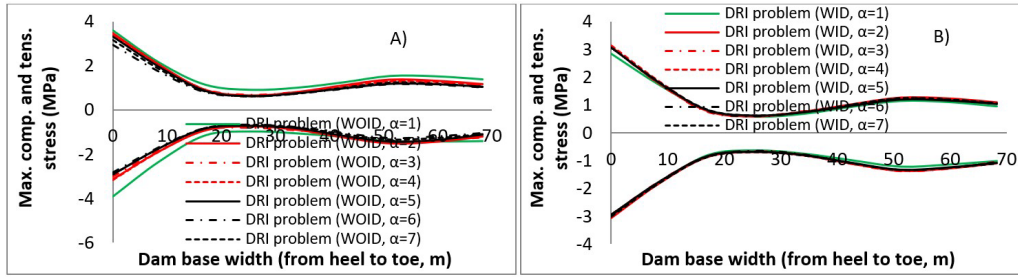 Max. comp. and tens.
stress (MPa)
4
2
0
-2
-4
-6
0
20
40
60
70
A)
DRI problem (WOID, α=1)
DRI problem (WOID, α=2)
DRI problem (WOID, α=3)
DRI problem (WOID, α=4)
DRI problem (WOID, α=5)
DRI problem (WOID, α=6)
DRI problem (WOID, α=7)
Dam base width (from heel to toe, m)
Max. comp. and tens.
stress (MPa)
4
3
2
1
0
-1
-2
-3
-4
0
10
20
30
40
50
60
70
B)
DRI problem (WID, α=1)
DRI problem (WID, α=2)
DRI problem (WID, α=3)
DRI problem (WID, α=4)
DRI problem (WID, α=5)
DRI problem (WID, α=6)
DRI problem (WID, α=7)
Dam base width (from heel to toe, m)